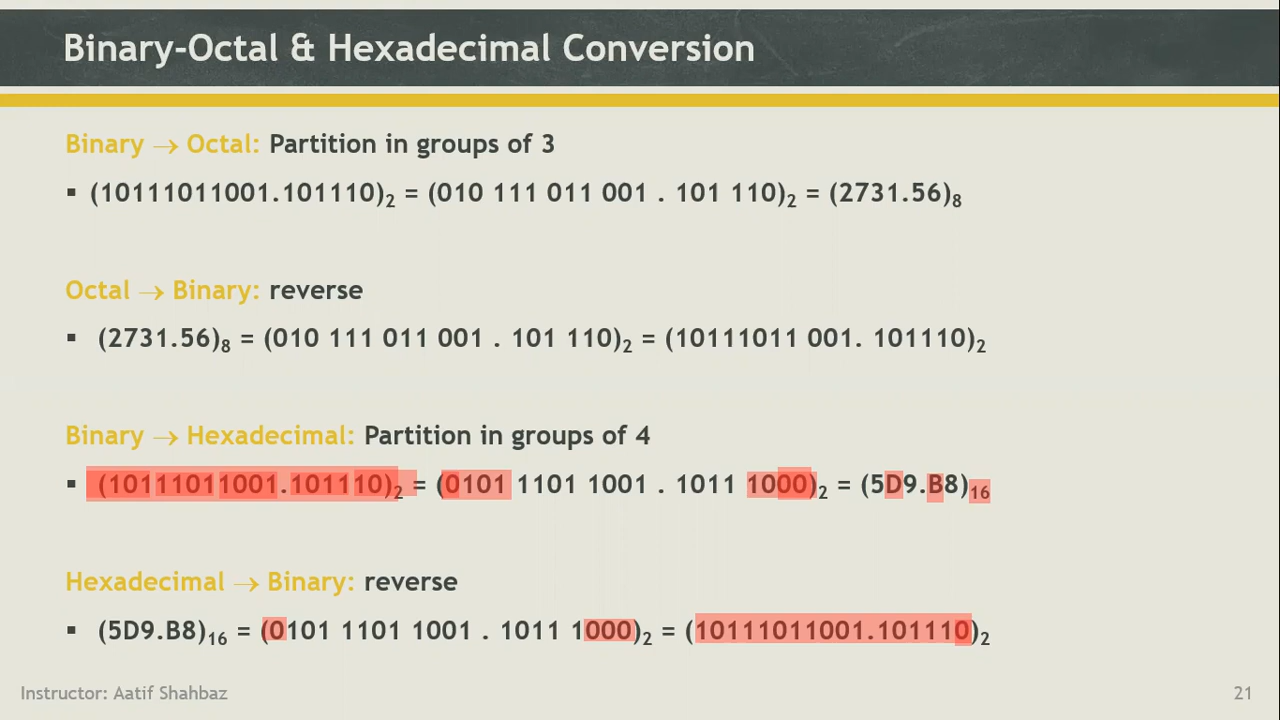 Binary-Octal & Hexadecimal Conversion
Binary → Octal: Partition in groups of 3
▪ (10111011001.101110)₂ = (010 111 011 001 . 101 110)₂ = (2731.56)₈
Octal → Binary: reverse
▪ (2731.56)₈ = (010 111 011 001 . 101 110)₂ = (10111011 001. 101110)₂
Binary → Hexadecimal: Partition in groups of 4
▪ (10111011001.101110)₂ = (0101 1101 1001 . 1011 1000)₂ = (5D9.B8)₁₆
Hexadecimal → Binary: reverse
▪ (5D9.B8)₁₆ = (0101 1101 1001 . 1011 1000)₂ = (10111011001.101110)₂
Instructor: Aatif Shahbaz
21